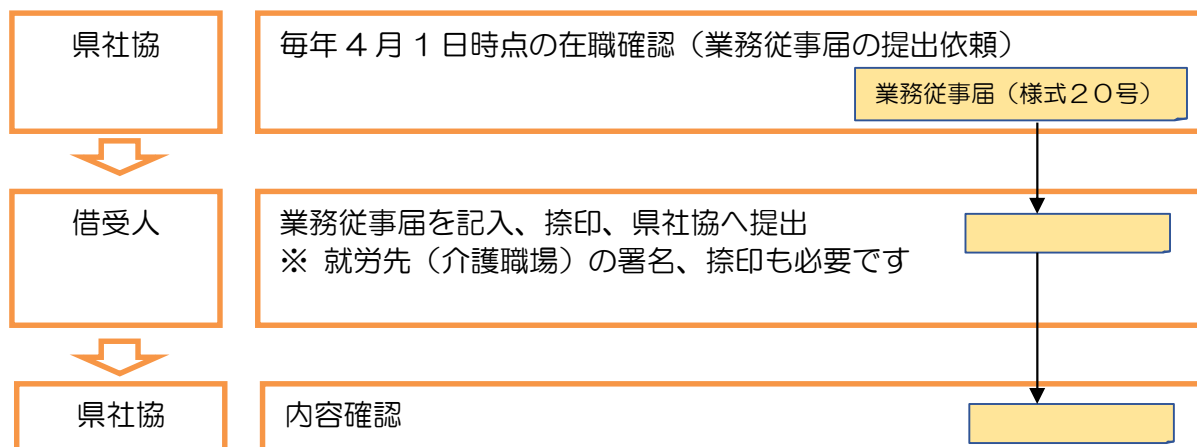 県社協
毎年4月1日時点の在職確認（業務従事届の提出依頼）
業務従事届（様式２０号）
借受人
業務従事届を記入、捺印、県社協へ提出
※ 就労先（介護職場）の署名、捺印も必要です
県社協
内容確認